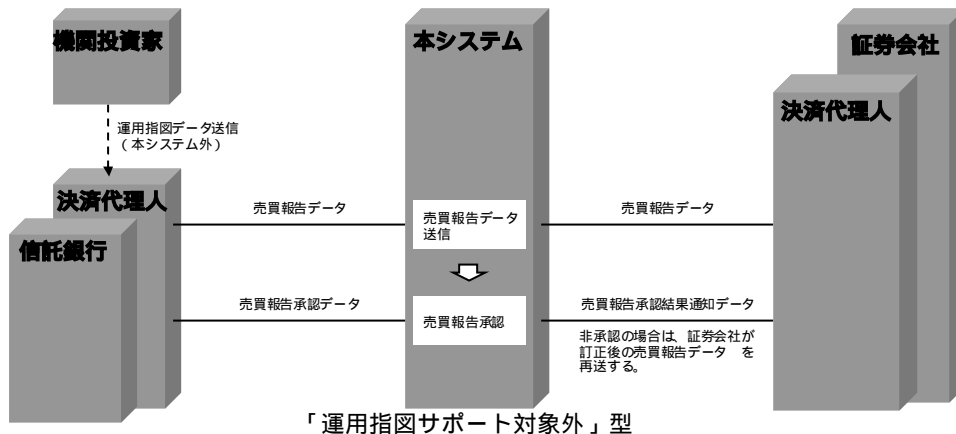 機関投資家
本システム
証券会社
決済代理人
運用指図データ送信
(本システム外)
決済代理人
信託銀行
売買報告データ
売買報告データ
送信
売買報告データ
売買報告承認データ
売買報告承認
売買報告承認結果通知データ
非承認の場合は、証券会社が
訂正後の売買報告データ を
再送する。
「運用指図サポート対象外」型